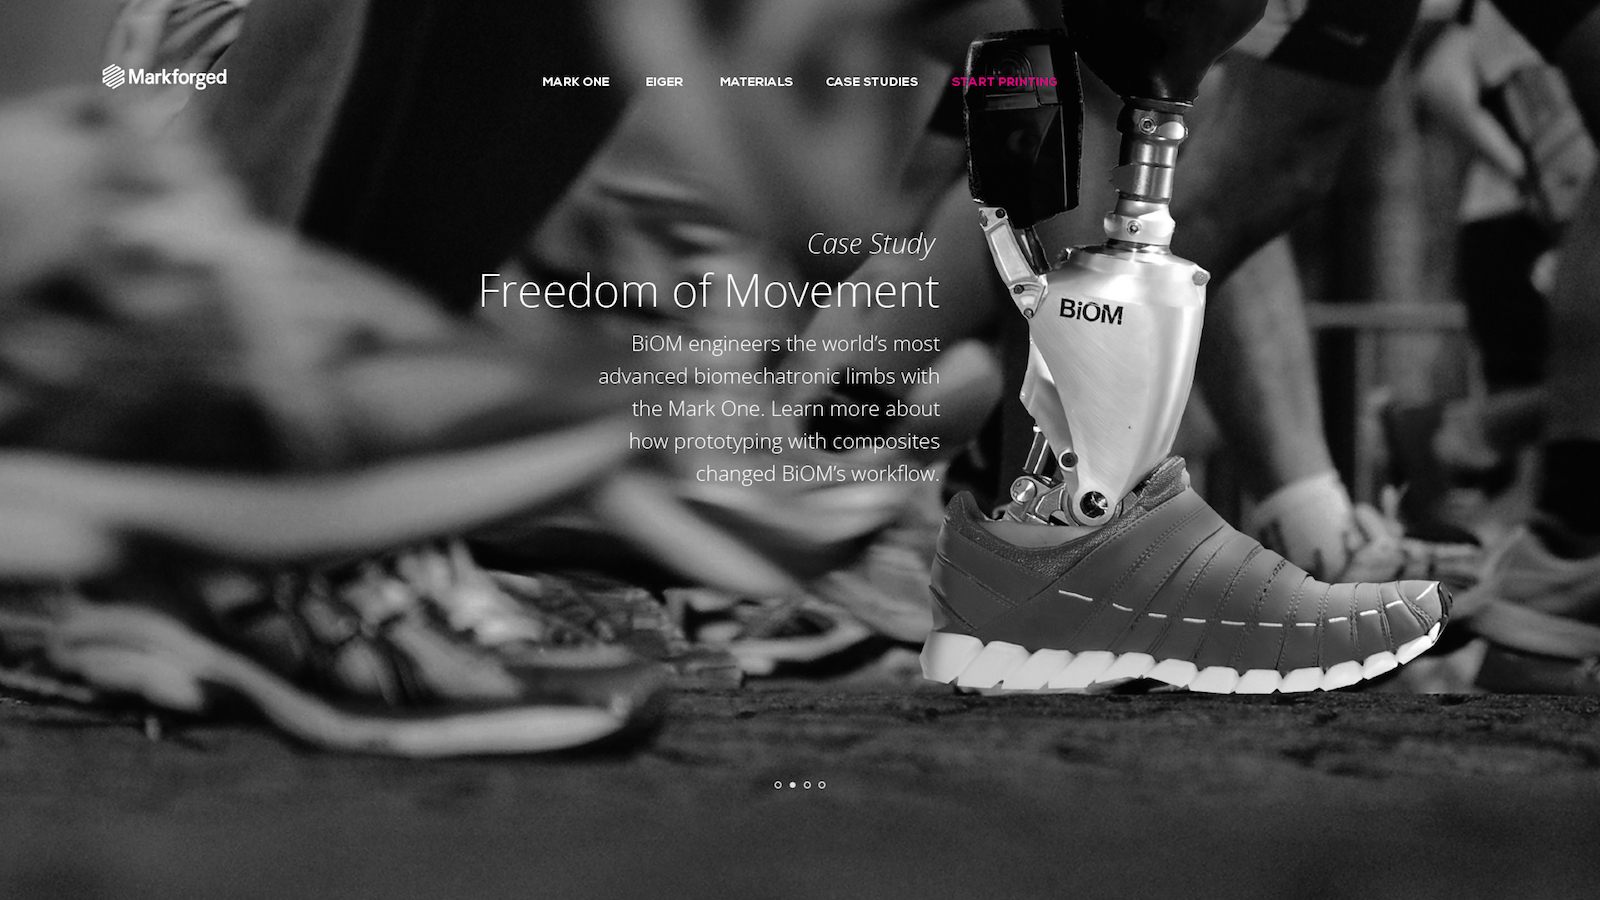 Markforged
MARK ONE
EIGER
MATERIALS
CASE STUDIES
START PRINTING
Case Study
Freedom of Movement
BiOM
BiOM engineers the world’s most
advanced biomechatronic limbs with
the Mark One. Learn more about
how prototyping with composites
changed BiOM’s workflow.